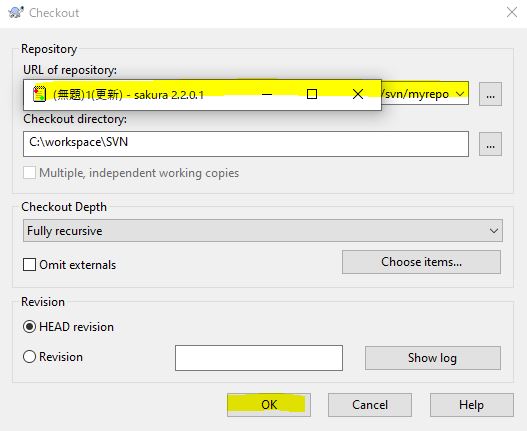 Checkout
Repository
URL of repository:
(無題)1(更新) - sakura 2.2.0.1
/svn/myrepo
...
Checkout directory:
C:\workspace\SVN
...
Multiple, independent working copies
Checkout Depth
Fully recursive
Omit externals
Choose items...
Revision
HEAD revision
Revision
Show log
OK
Cancel
Help